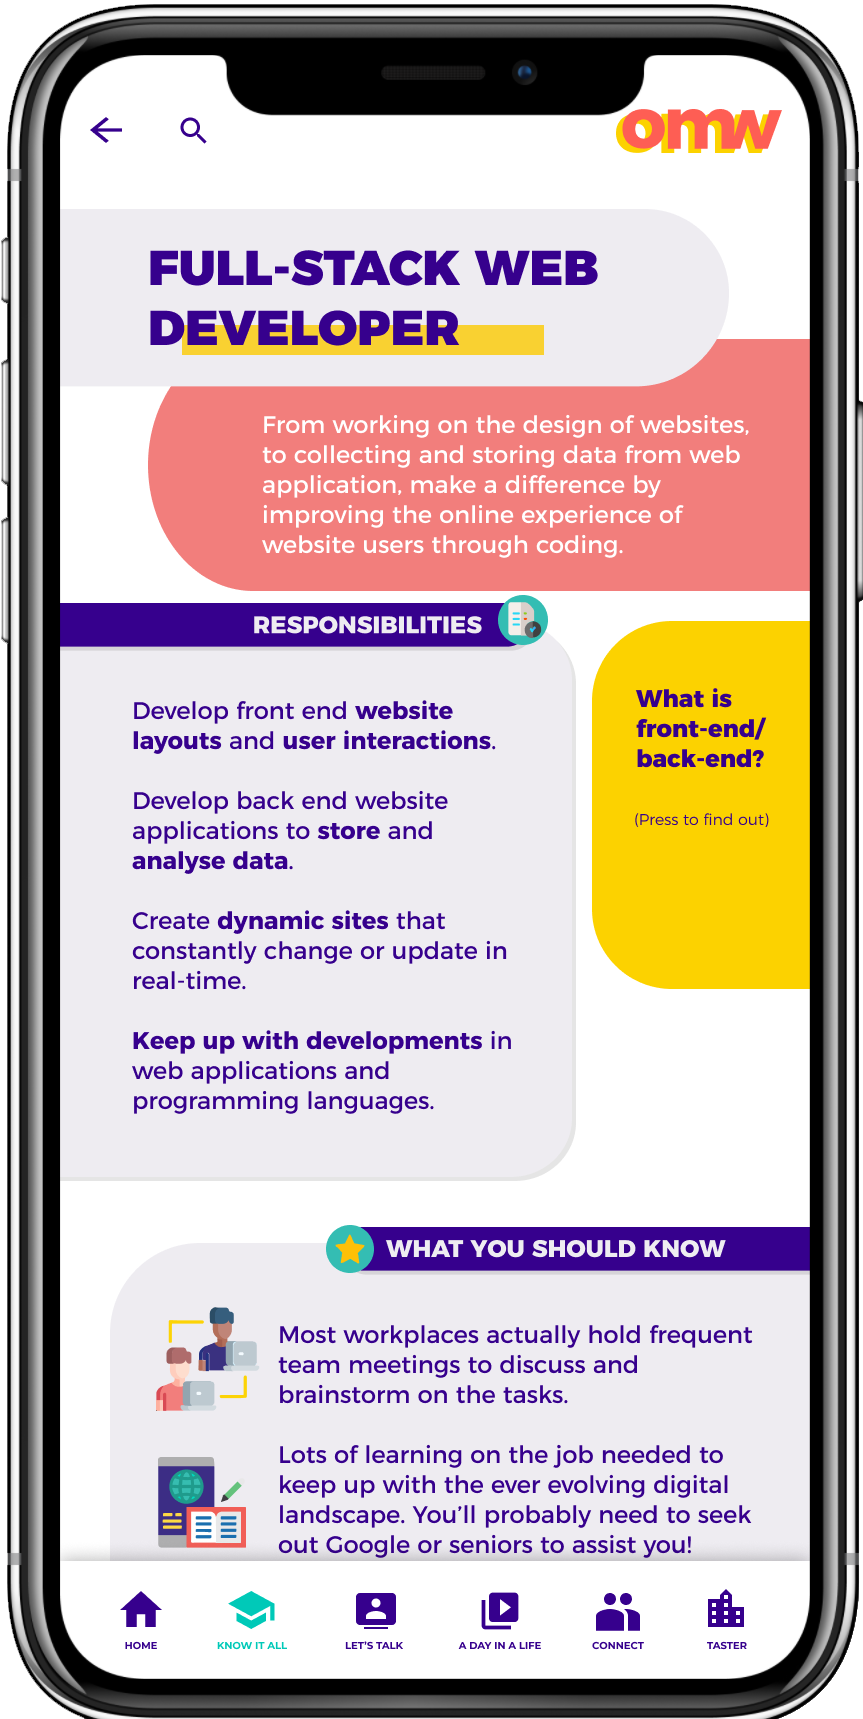 omw
FULL-STACK WEB
DEVELOPER
From working on the design of websites,
to collecting and storing data from web
application, make a difference by
improving the online experience of
website users through coding.
RESPONSIBILITIES
Develop front end website
layouts and user interactions.
Develop back end website
applications to store and
analyse data.
Create dynamic sites that
constantly change or update in
real-time.
Keep up with developments in
web applications and
programming languages.
What is
front-end/
back-end?
(Press to find out)
WHAT YOU SHOULD KNOW
Most workplaces actually hold frequent
team meetings to discuss and
brainstorm on the tasks.
Lots of learning on the job needed to
keep up with the ever evolving digital
landscape. You’ll probably need to seek
out Google or seniors to assist you!
HOME
KNOW IT ALL
LET'S TALK
A DAY IN A LIFE
CONNECT
TASTER